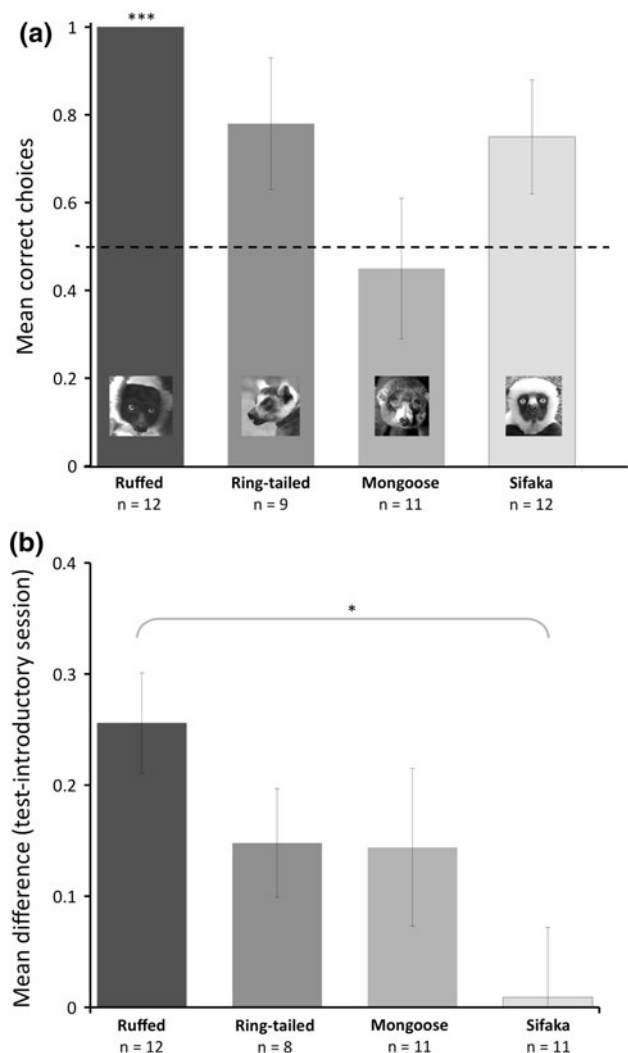 (a)
***
Mean correct choices
1
0.8
0.6
0.4
0.2
0
Ruffed Ring-tailed Mongoose Sifaka
n = 12 n = 9 n = 11 n = 12
(b)
Mean difference (test-introductory session)
0.4
0.3
0.2
0.1
0
*
Ruffed Ring-tailed Mongoose Sifaka
n = 12 n = 8 n = 11 n = 11